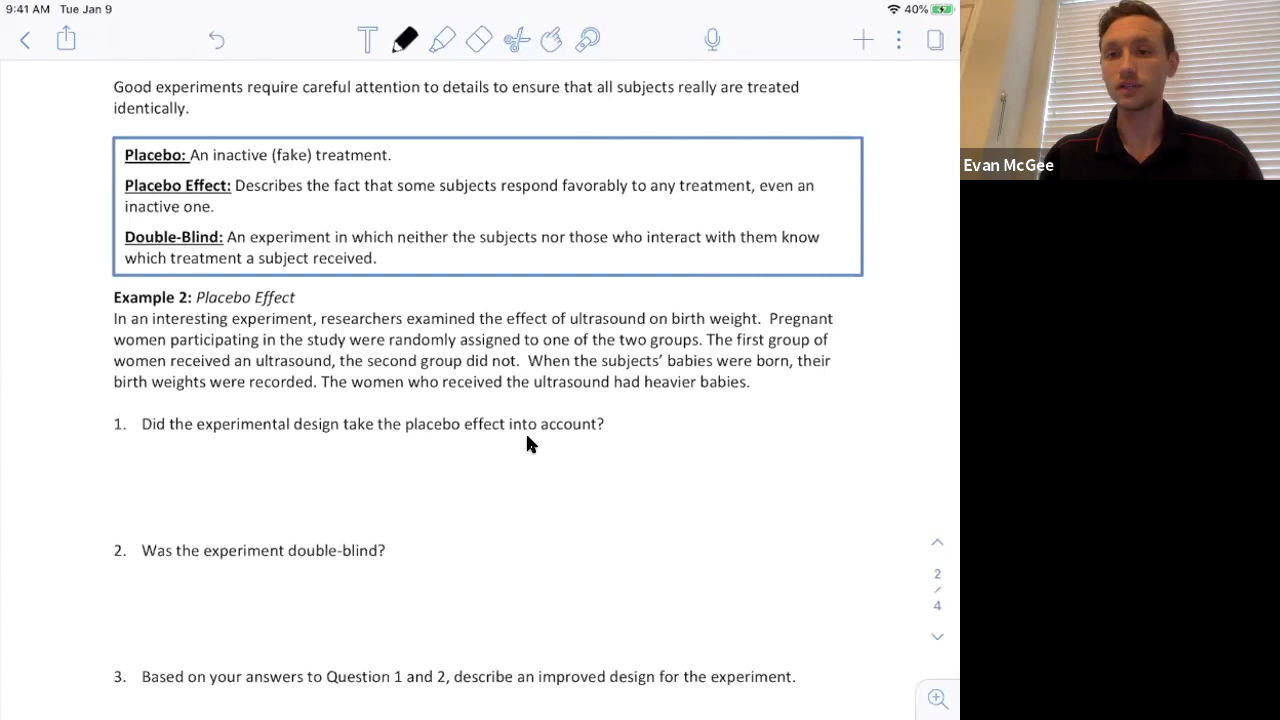 9:41 AM Tue Jan 9
40%
Good experiments require careful attention to details to ensure that all subjects really are treated
identically.
Placebo: An inactive (fake) treatment.
Placebo Effect: Describes the fact that some subjects respond favorably to any treatment, even an
inactive one.
Double-Blind: An experiment in which neither the subjects nor those who interact with them know
which treatment a subject received.
Example 2: Placebo Effect
In an interesting experiment, researchers examined the effect of ultrasound on birth weight. Pregnant
women participating in the study were randomly assigned to one of the two groups. The first group of
women received an ultrasound, the second group did not. When the subjects’ babies were born, their
birth weights were recorded. The women who received the ultrasound had heavier babies.
1. Did the experimental design take the placebo effect into account?
2. Was the experiment double-blind?
3. Based on your answers to Question 1 and 2, describe an improved design for the experiment.
2
/
4
Evan McGee